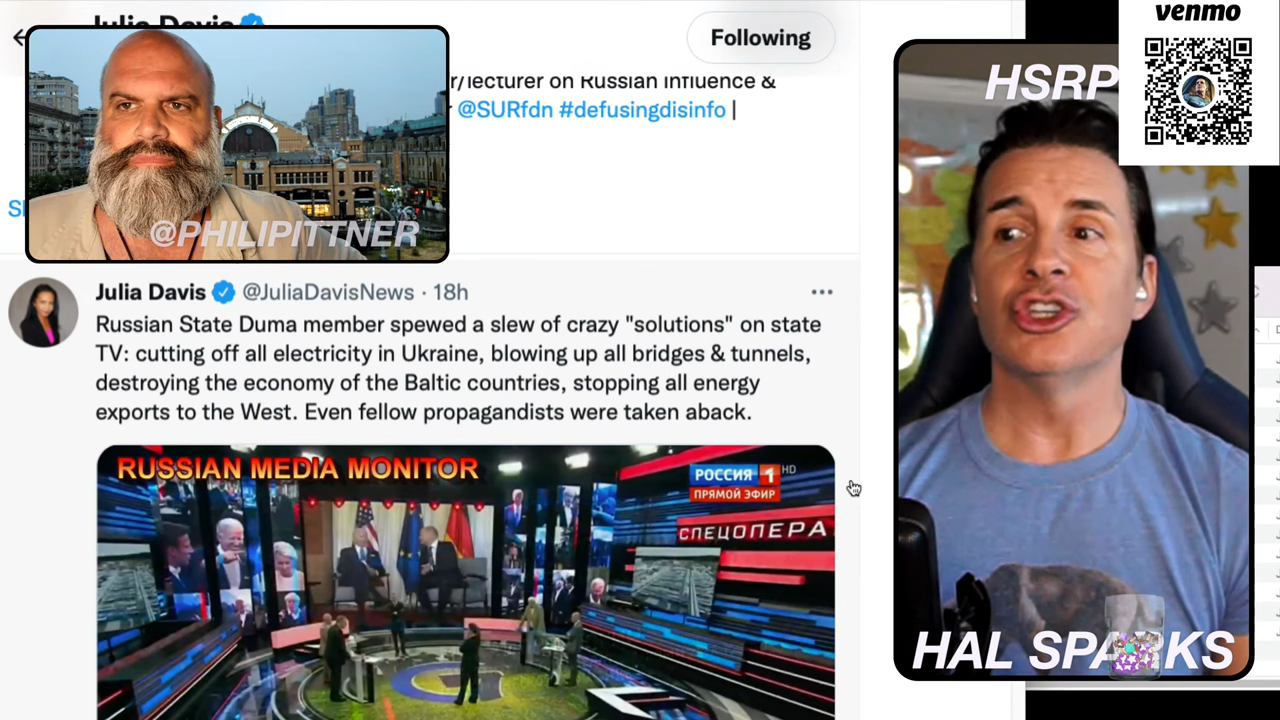 Julia Davis
Following
r/lecturer on Russian influence &
@SURfdn #defusingdisinfo |
@PHILIPITTNER
Julia Davis @JuliaDavisNews · 18h
Russian State Duma member spewed a slew of crazy "solutions" on state
TV: cutting off all electricity in Ukraine, blowing up all bridges & tunnels,
destroying the economy of the Baltic countries, stopping all energy
exports to the West. Even fellow propagandists were taken aback.
RUSSIAN MEDIA MONITOR
РОССИЯ 1 HD
ПРЯМОЙ ЭФИР
СПЕЦОПЕРА
venmo
HSRP
HAL SPARKS